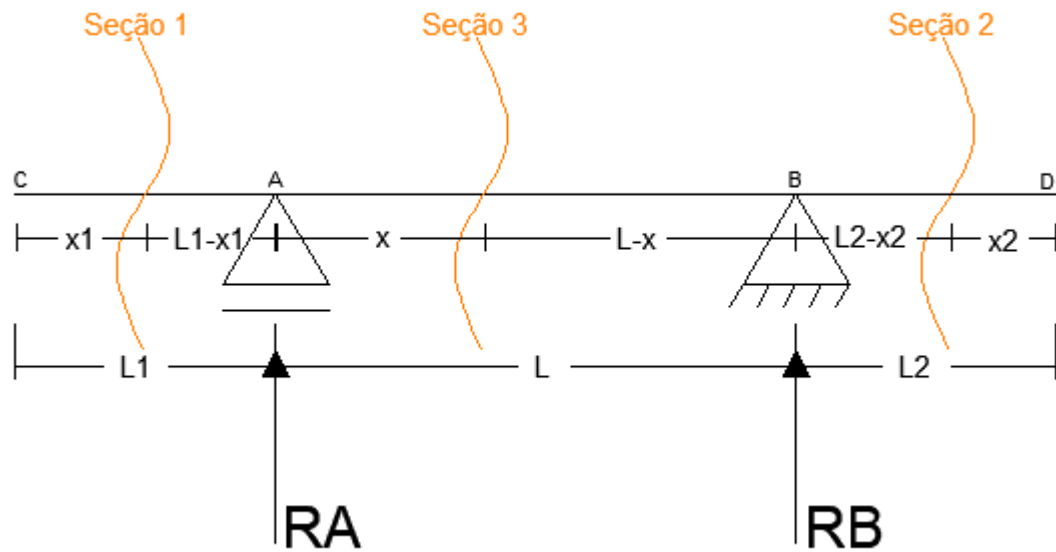 Seção 1
Seção 3
Seção 2
C
A
B
D
x1
L1-x1
x
L-x
L2-x2
x2
L1
L
L2
RA
RB